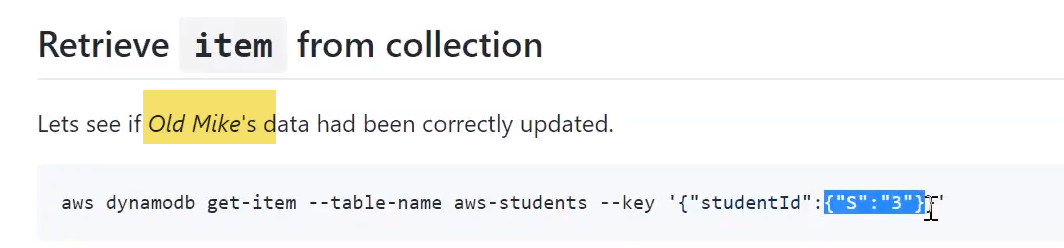 Retrieve item from collection
Lets see if Old Mike's data had been correctly updated.
aws dynamodb get-item --table-name aws-students --key '{"studentId":{"S":"3"}}'